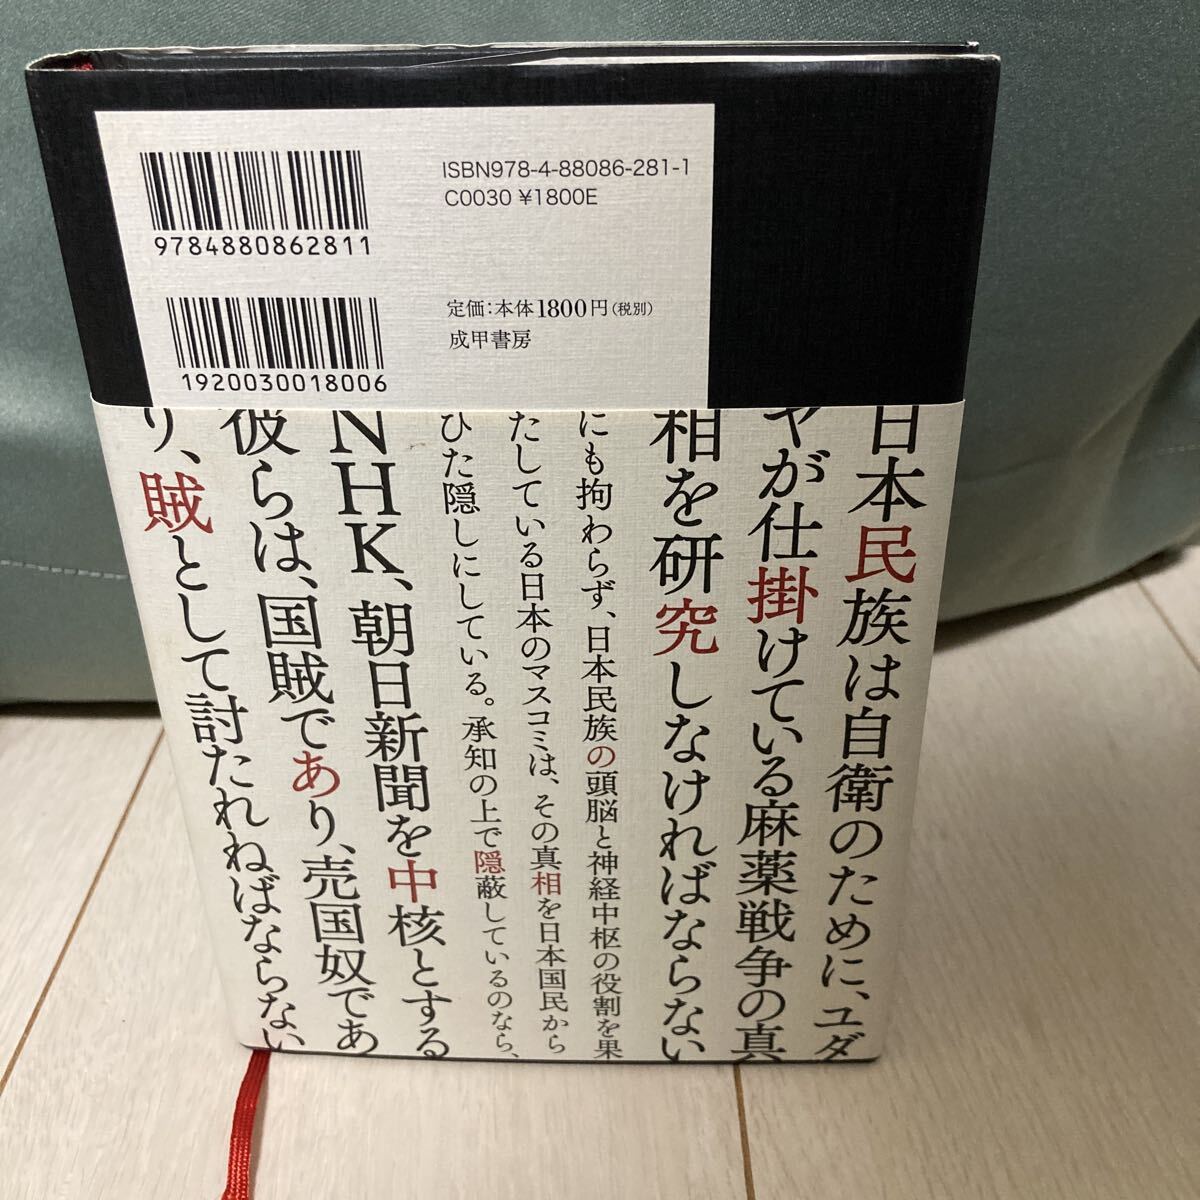 ISBN978-4-88086-281-1
C0030 ¥1800E
9784880862811
定価：本体1800円（税別）
成甲書房
1920030018006
日本民族は自衛のために、ユダ
ヤが仕掛けている麻薬戦争の真
相を研究しなければならない
にも拘わらず、日本民族の頭脳と神経中枢の役割を果
たしている日本のマスコミは、その真相を日本国民から
ひた隠しにしている。承知の上で隠蔽しているのなら、
NHK、朝日新聞を中核とする
彼らは、国賊であり、売国奴であ
り、賊として討たれねばならない